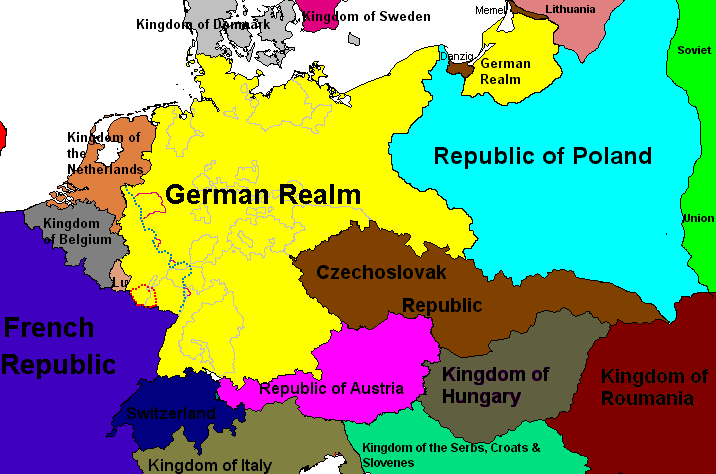 Kingdom of Denmark
Kingdom of Sweden
Memel
Lithuania
Soviet
Danzig
German
Realm
Kingdom of
the
Netherlands
Republic of Poland
German Realm
Kingdom
of Belgium
Union
Czechoslovak
Republic
Lu
French
Republic
Republic of Austria
Kingdom of
Hungary
Kingdom of
Roumania
Switzerland
Kingdom of the Serbs, Croats &
Slovenes
Kingdom of Italy